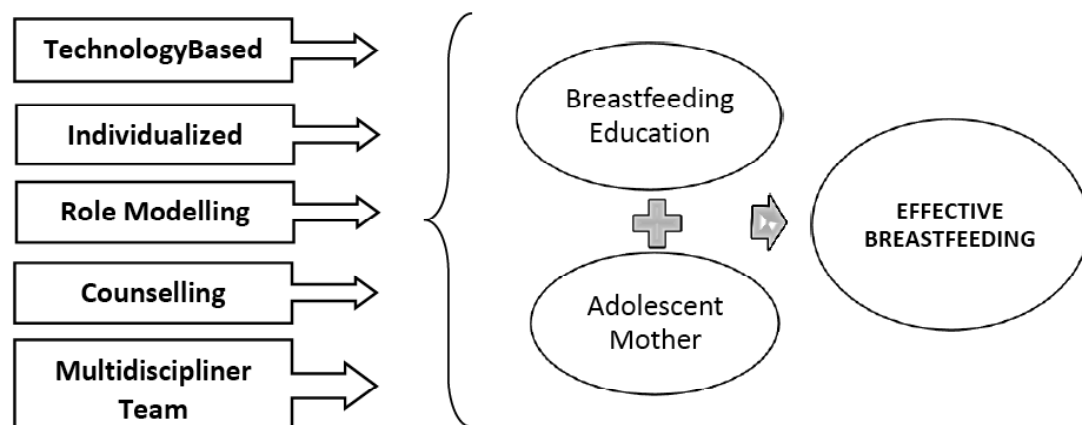 TechnologyBased
Individualized
Role Modelling
Counselling
Multidiscipliner
Team
Breastfeeding
Education
Adolescent
Mother
EFFECTIVE
BREASTFEEDING